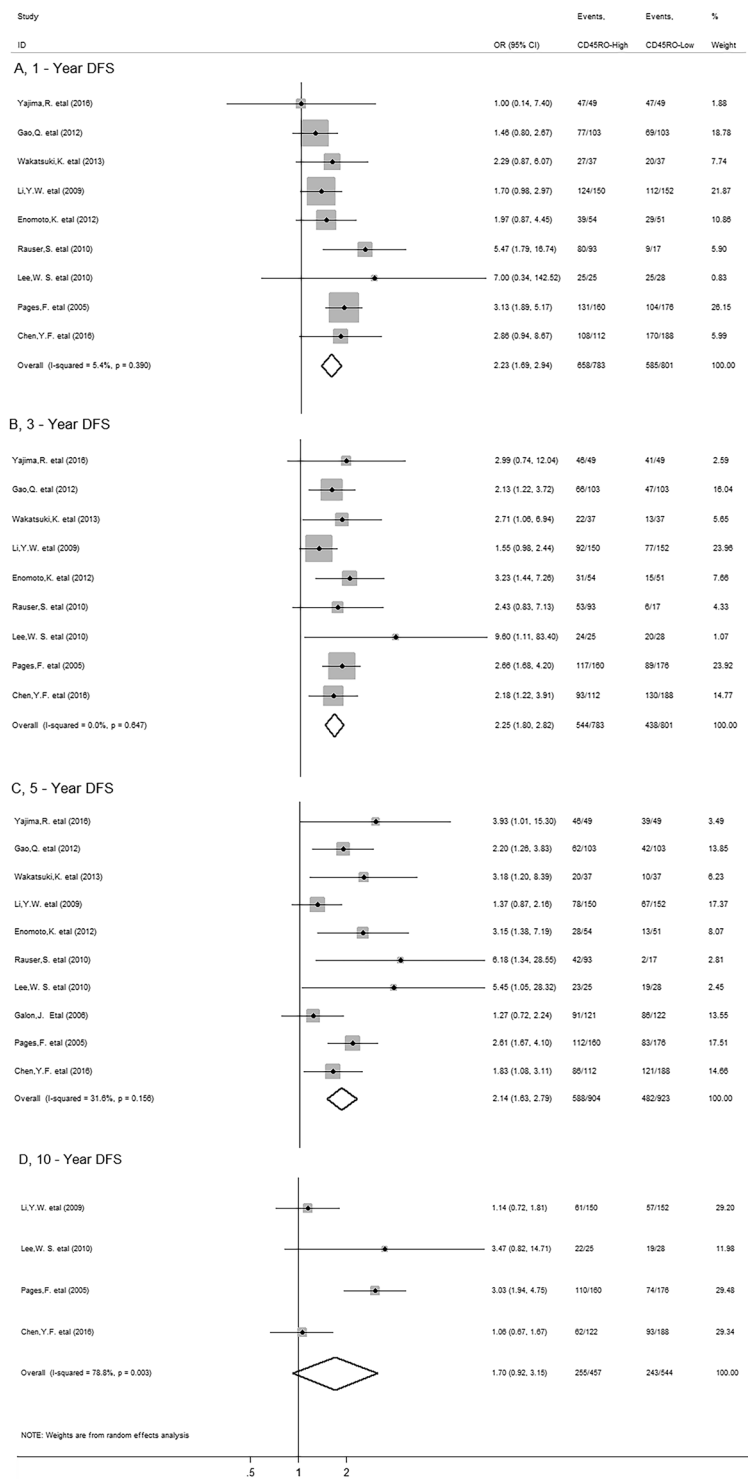 Study Events, Events, %
ID OR (95% CI) CD45RO-High CD45RO-Low Weight
A, 1 - Year DFS
Yajima,R. etal (2016) 1.00 (0.14, 7.40) 47/49 47/49 1.88
Gao,Q. etal (2012) 1.46 (0.80, 2.67) 77/103 69/103 18.78
Wakatsuki,K. etal (2013) 2.29 (0.87, 6.07) 27/37 20/37 7.74
Li,Y.W. etal (2009) 1.70 (0.98, 2.97) 124/150 112/152 21.87
Enomoto,K. etal (2012) 1.97 (0.87, 4.45) 39/54 29/51 10.86
Rauser,S. etal (2010) 5.47 (1.79, 16.74) 80/93 9/17 5.90
Lee,W. S. etal (2010) 7.00 (0.34, 142.52) 25/25 25/28 0.83
Pages,F. etal (2005) 3.13 (1.89, 5.17) 131/160 104/176 26.15
Chen,Y.F. etal (2016) 2.86 (0.94, 8.67) 108/112 170/188 5.99
Overall (I-squared = 5.4%, p = 0.390) 2.23 (1.69, 2.94) 658/783 585/801 100.00
B, 3 - Year DFS
Yajima,R. etal (2016) 2.99 (0.74, 12.04) 46/49 41/49 2.59
Gao,Q. etal (2012) 2.13 (1.22, 3.72) 66/103 47/103 16.04
Wakatsuki,K. etal (2013) 2.71 (1.06, 6.94) 22/37 13/37 5.65
Li,Y.W. etal (2009) 1.55 (0.98, 2.44) 92/150 77/152 23.96
Enomoto,K. etal (2012) 3.23 (1.44, 7.26) 31/54 15/51 7.66
Rauser,S. etal (2010) 2.43 (0.83, 7.13) 53/93 6/17 4.33
Lee,W. S. etal (2010) 9.60 (1.11, 83.40) 24/25 20/28 1.07
Pages,F. etal (2005) 2.66 (1.68, 4.20) 117/160 89/176 23.92
Chen,Y.F. etal (2016) 2.18 (1.22, 3.91) 93/112 130/188 14.77
Overall (I-squared = 0.0%, p = 0.647) 2.25 (1.80, 2.82) 544/783 438/801 100.00
C, 5 - Year DFS
Yajima,R. etal (2016) 3.93 (1.01, 15.30) 46/49 39/49 3.49
Gao,Q. etal (2012) 2.20 (1.26, 3.83) 62/103 42/103 13.85
Wakatsuki,K. etal (2013) 3.18 (1.20, 8.39) 20/37 10/37 6.23
Li,Y.W. etal (2009) 1.37 (0.87, 2.16) 78/150 67/152 17.37
Enomoto,K. etal (2012) 3.15 (1.38, 7.19) 28/54 13/51 8.07
Rauser,S. etal (2010) 6.18 (1.34, 28.55) 42/93 2/17 2.81
Lee,W. S. etal (2010) 5.45 (1.05, 28.32) 23/25 19/28 2.45
Galon,J. Etal (2006) 1.27 (0.72, 2.24) 91/121 86/122 13.55
Pages,F. etal (2005) 2.61 (1.67, 4.10) 112/160 83/176 17.51
Chen,Y.F. etal (2016) 1.83 (1.08, 3.11) 86/112 121/188 14.66
Overall (I-squared = 31.6%, p = 0.156) 2.14 (1.63, 2.79) 588/904 482/923 100.00
D, 10 - Year DFS
Li,Y.W. etal (2009) 1.14 (0.72, 1.81) 61/150 57/152 29.20
Lee,W. S. etal (2010) 3.47 (0.82, 14.71) 22/25 19/28 11.98
Pages,F. etal (2005) 3.03 (1.94, 4.75) 110/160 74/176 29.48
Chen,Y.F. etal (2016) 1.06 (0.67, 1.67) 62/122 93/188 29.34
Overall (I-squared = 78.8%, p = 0.003) 1.70 (0.92, 3.15) 255/457 243/544 100.00
NOTE: Weights are from random effects analysis
.5 1 2